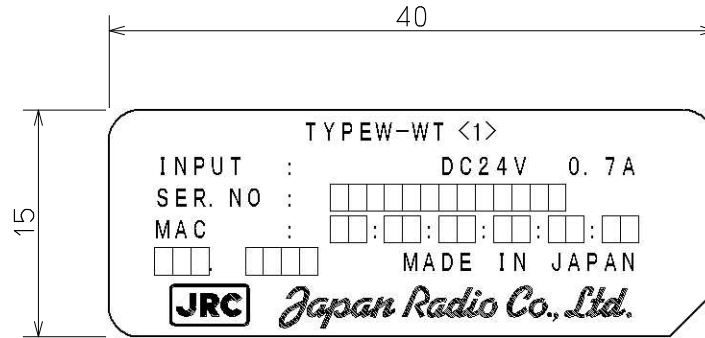 40
15
TYPEW-WT <1>
INPUT : DC24V 0.7A
SER. NO :
MAC : : : : : :
.
MADE IN JAPAN
JRC Japan Radio Co., Ltd.